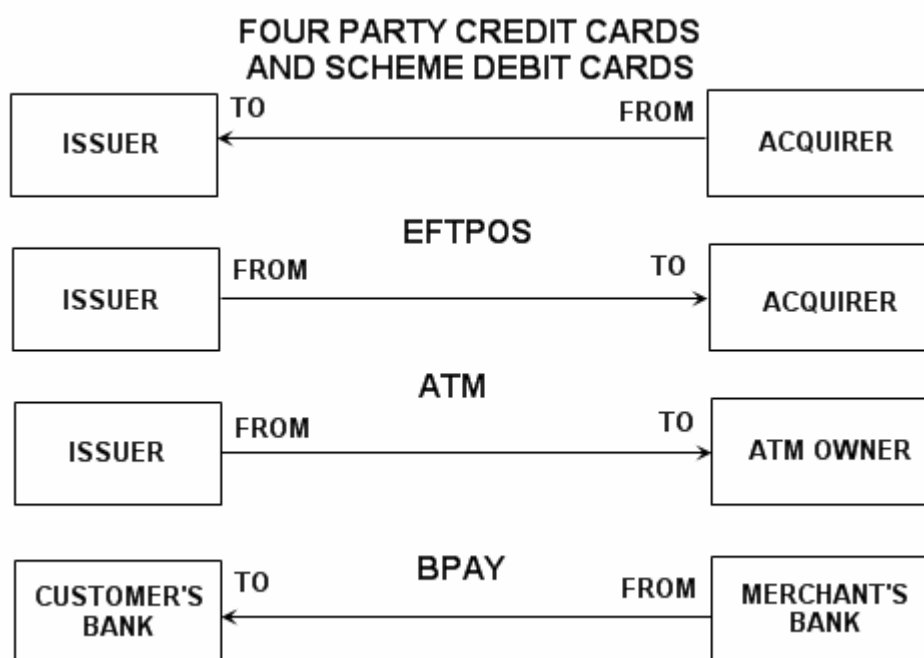 FOUR PARTY CREDIT CARDS
AND SCHEME DEBIT CARDS
TO
FROM
ISSUER
ACQUIRER
EFTPOS
FROM
TO
ISSUER
ACQUIRER
ATM
FROM
TO
ISSUER
ATM OWNER
BPAY
TO
FROM
CUSTOMER'S
BANK
MERCHANT'S
BANK